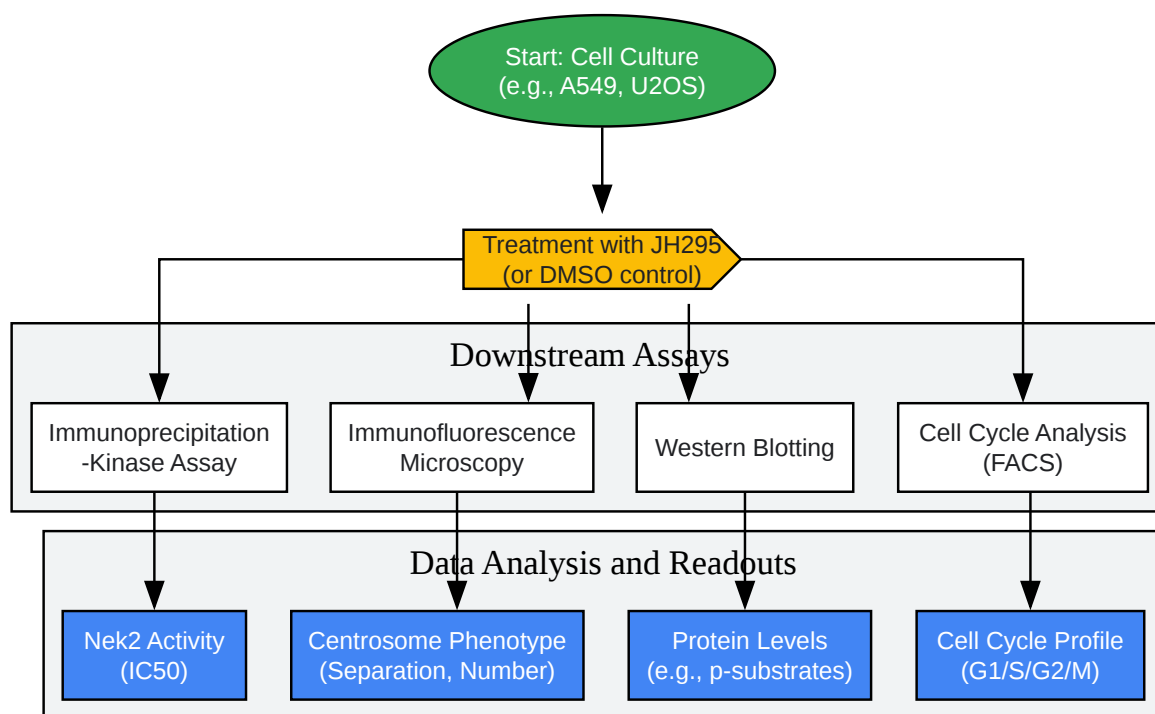 Start: Cell Culture
(e.g., A549, U2OS)
Treatment with JH295
(or DMSO control)
Downstream Assays
Immunoprecipitation
-Kinase Assay
Immunofluorescence
Microscopy
Western Blotting
Cell Cycle Analysis
(FACS)
Data Analysis and Readouts
Nek2 Activity
(IC50)
Centrosome Phenotype
(Separation, Number)
Protein Levels
(e.g., p-substrates)
Cell Cycle Profile
(G1/S/G2/M)